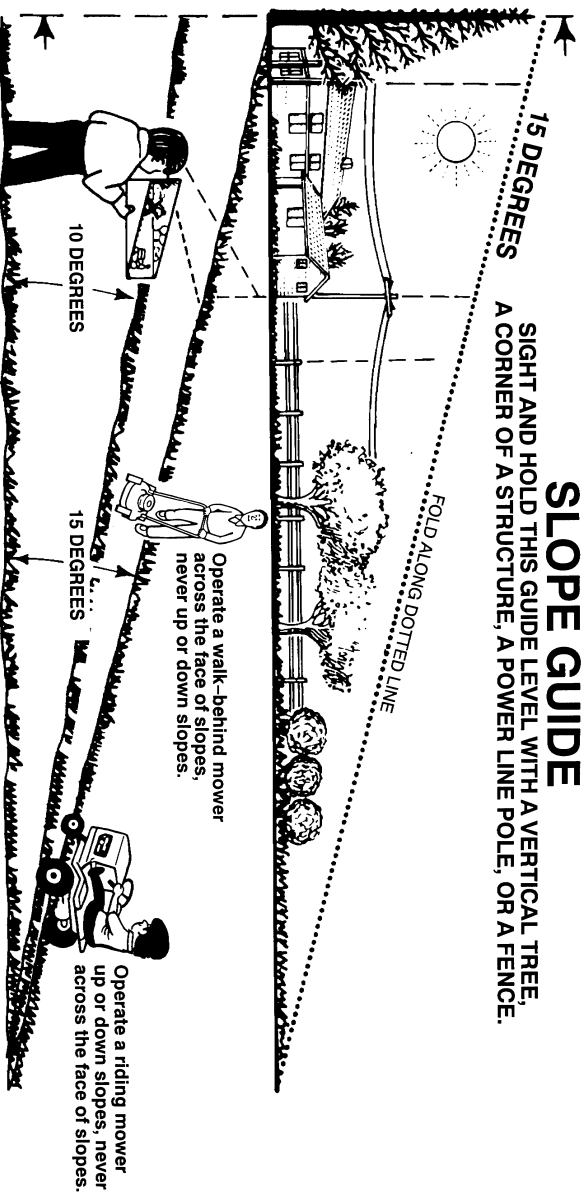 SLOPE GUIDE
SIGHT AND HOLD THIS GUIDE LEVEL WITH A VERTICAL TREE,
A CORNER OF A STRUCTURE, A POWER LINE POLE, OR A FENCE.
15 DEGREES
FOLD ALONG DOTTED LINE
Operate a walk–behind mower
across the face of slopes,
never up or down slopes.
10 DEGREES
15 DEGREES
Operate a riding mower
up or down slopes, never
across the face of slopes.